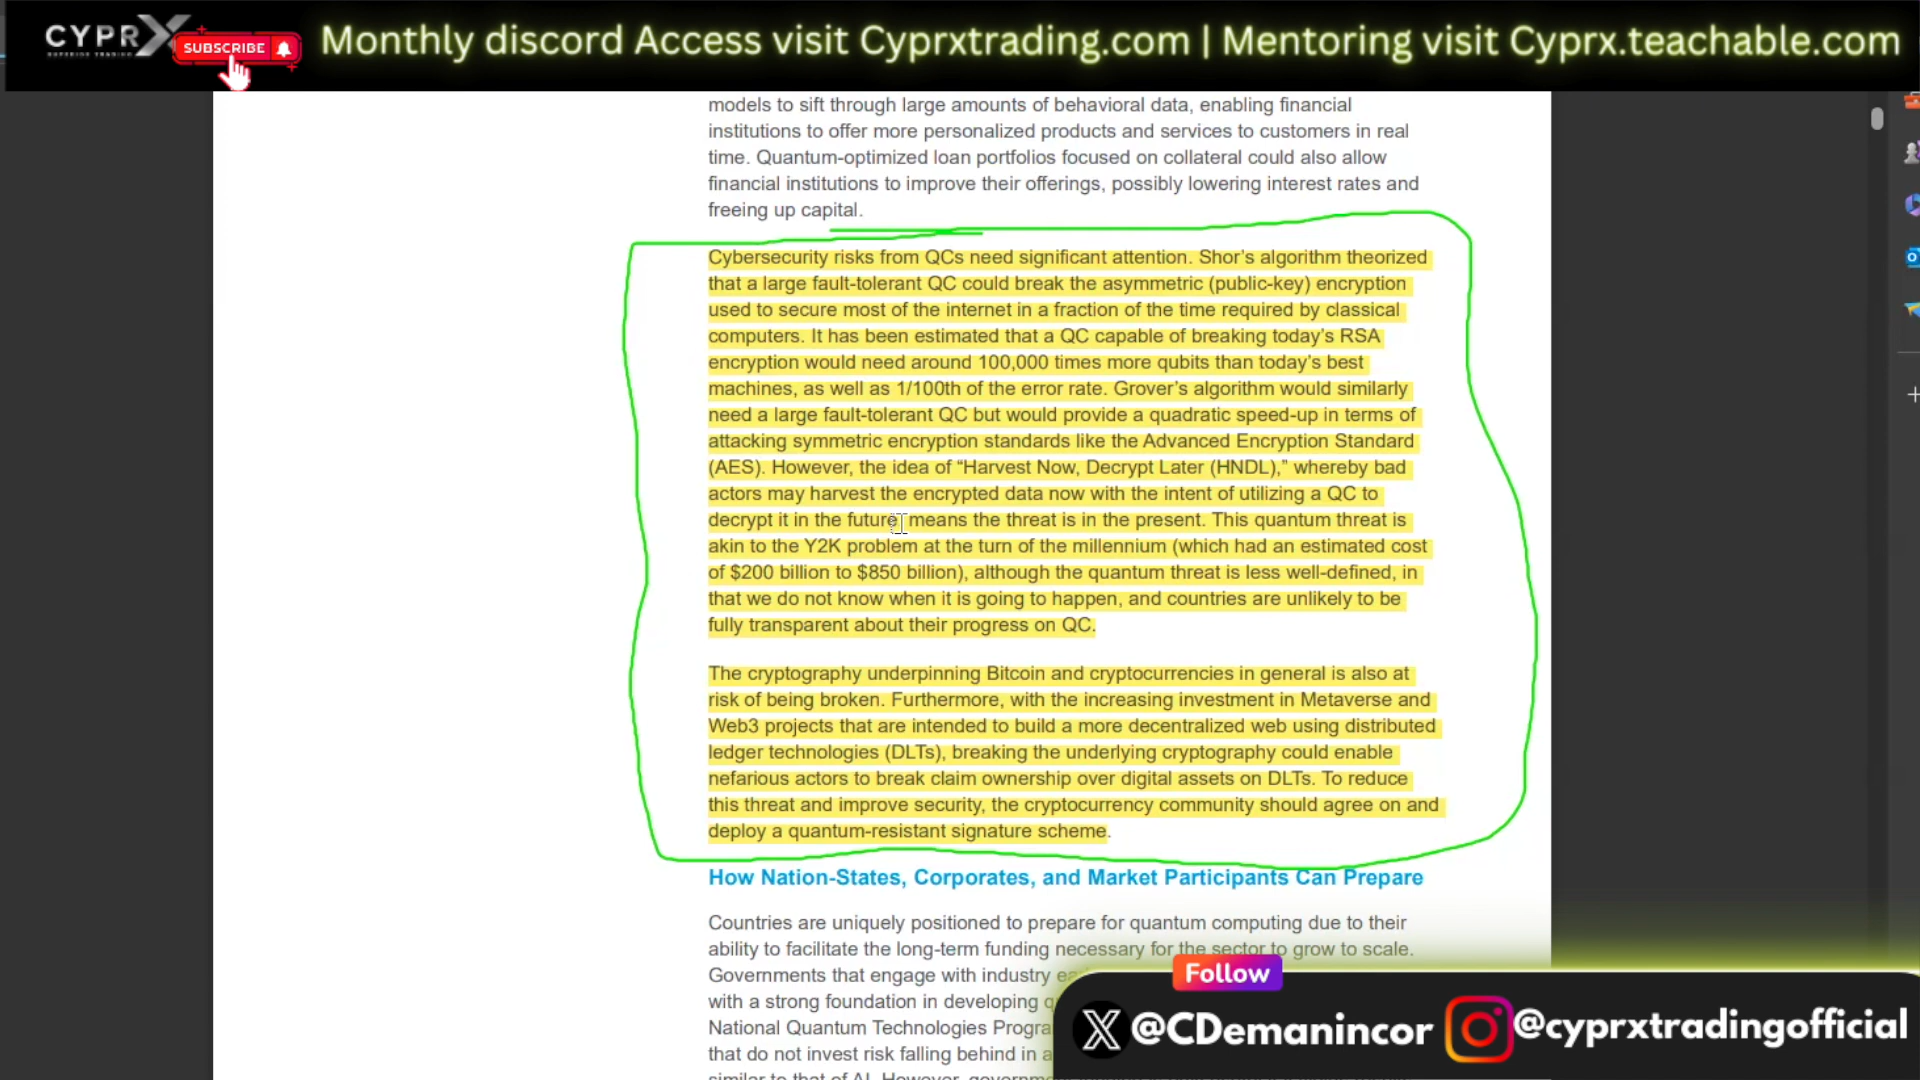 CYPRX
SUPERIOR TRADING
SUBSCRIBE
Monthly discord Access visit Cyprxtrading.com | Mentoring visit Cyprx.teachable.com
models to sift through large amounts of behavioral data, enabling financial
institutions to offer more personalized products and services to customers in real
time. Quantum-optimized loan portfolios focused on collateral could also allow
financial institutions to improve their offerings, possibly lowering interest rates and
freeing up capital.
Cybersecurity risks from QCs need significant attention. Shor’s algorithm theorized
that a large fault-tolerant QC could break the asymmetric (public-key) encryption
used to secure most of the internet in a fraction of the time required by classical
computers. It has been estimated that a QC capable of breaking today’s RSA
encryption would need around 100,000 times more qubits than today’s best
machines, as well as 1/100th of the error rate. Grover’s algorithm would similarly
need a large fault-tolerant QC but would provide a quadratic speed-up in terms of
attacking symmetric encryption standards like the Advanced Encryption Standard
(AES). However, the idea of “Harvest Now, Decrypt Later (HNDL),” whereby bad
actors may harvest the encrypted data now with the intent of utilizing a QC to
decrypt it in the future means the threat is in the present. This quantum threat is
akin to the Y2K problem at the turn of the millennium (which had an estimated cost
of $200 billion to $850 billion), although the quantum threat is less well-defined, in
that we do not know when it is going to happen, and countries are unlikely to be
fully transparent about their progress on QC.
The cryptography underpinning Bitcoin and cryptocurrencies in general is also at
risk of being broken. Furthermore, with the increasing investment in Metaverse and
Web3 projects that are intended to build a more decentralized web using distributed
ledger technologies (DLTs), breaking the underlying cryptography could enable
nefarious actors to break claim ownership over digital assets on DLTs. To reduce
this threat and improve security, the cryptocurrency community should agree on and
deploy a quantum-resistant signature scheme.
How Nation-States, Corporates, and Market Participants Can Prepare
Countries are uniquely positioned to prepare for quantum computing due to their
ability to facilitate the long-term funding necessary for the sector to grow to scale.
Governments that engage with industry
with a strong foundation in developing
National Quantum Technologies
that do not invest risk falling behind in
similar to that of AI. However,
Follow
@CDemanincor
@cyprxtradingofficial